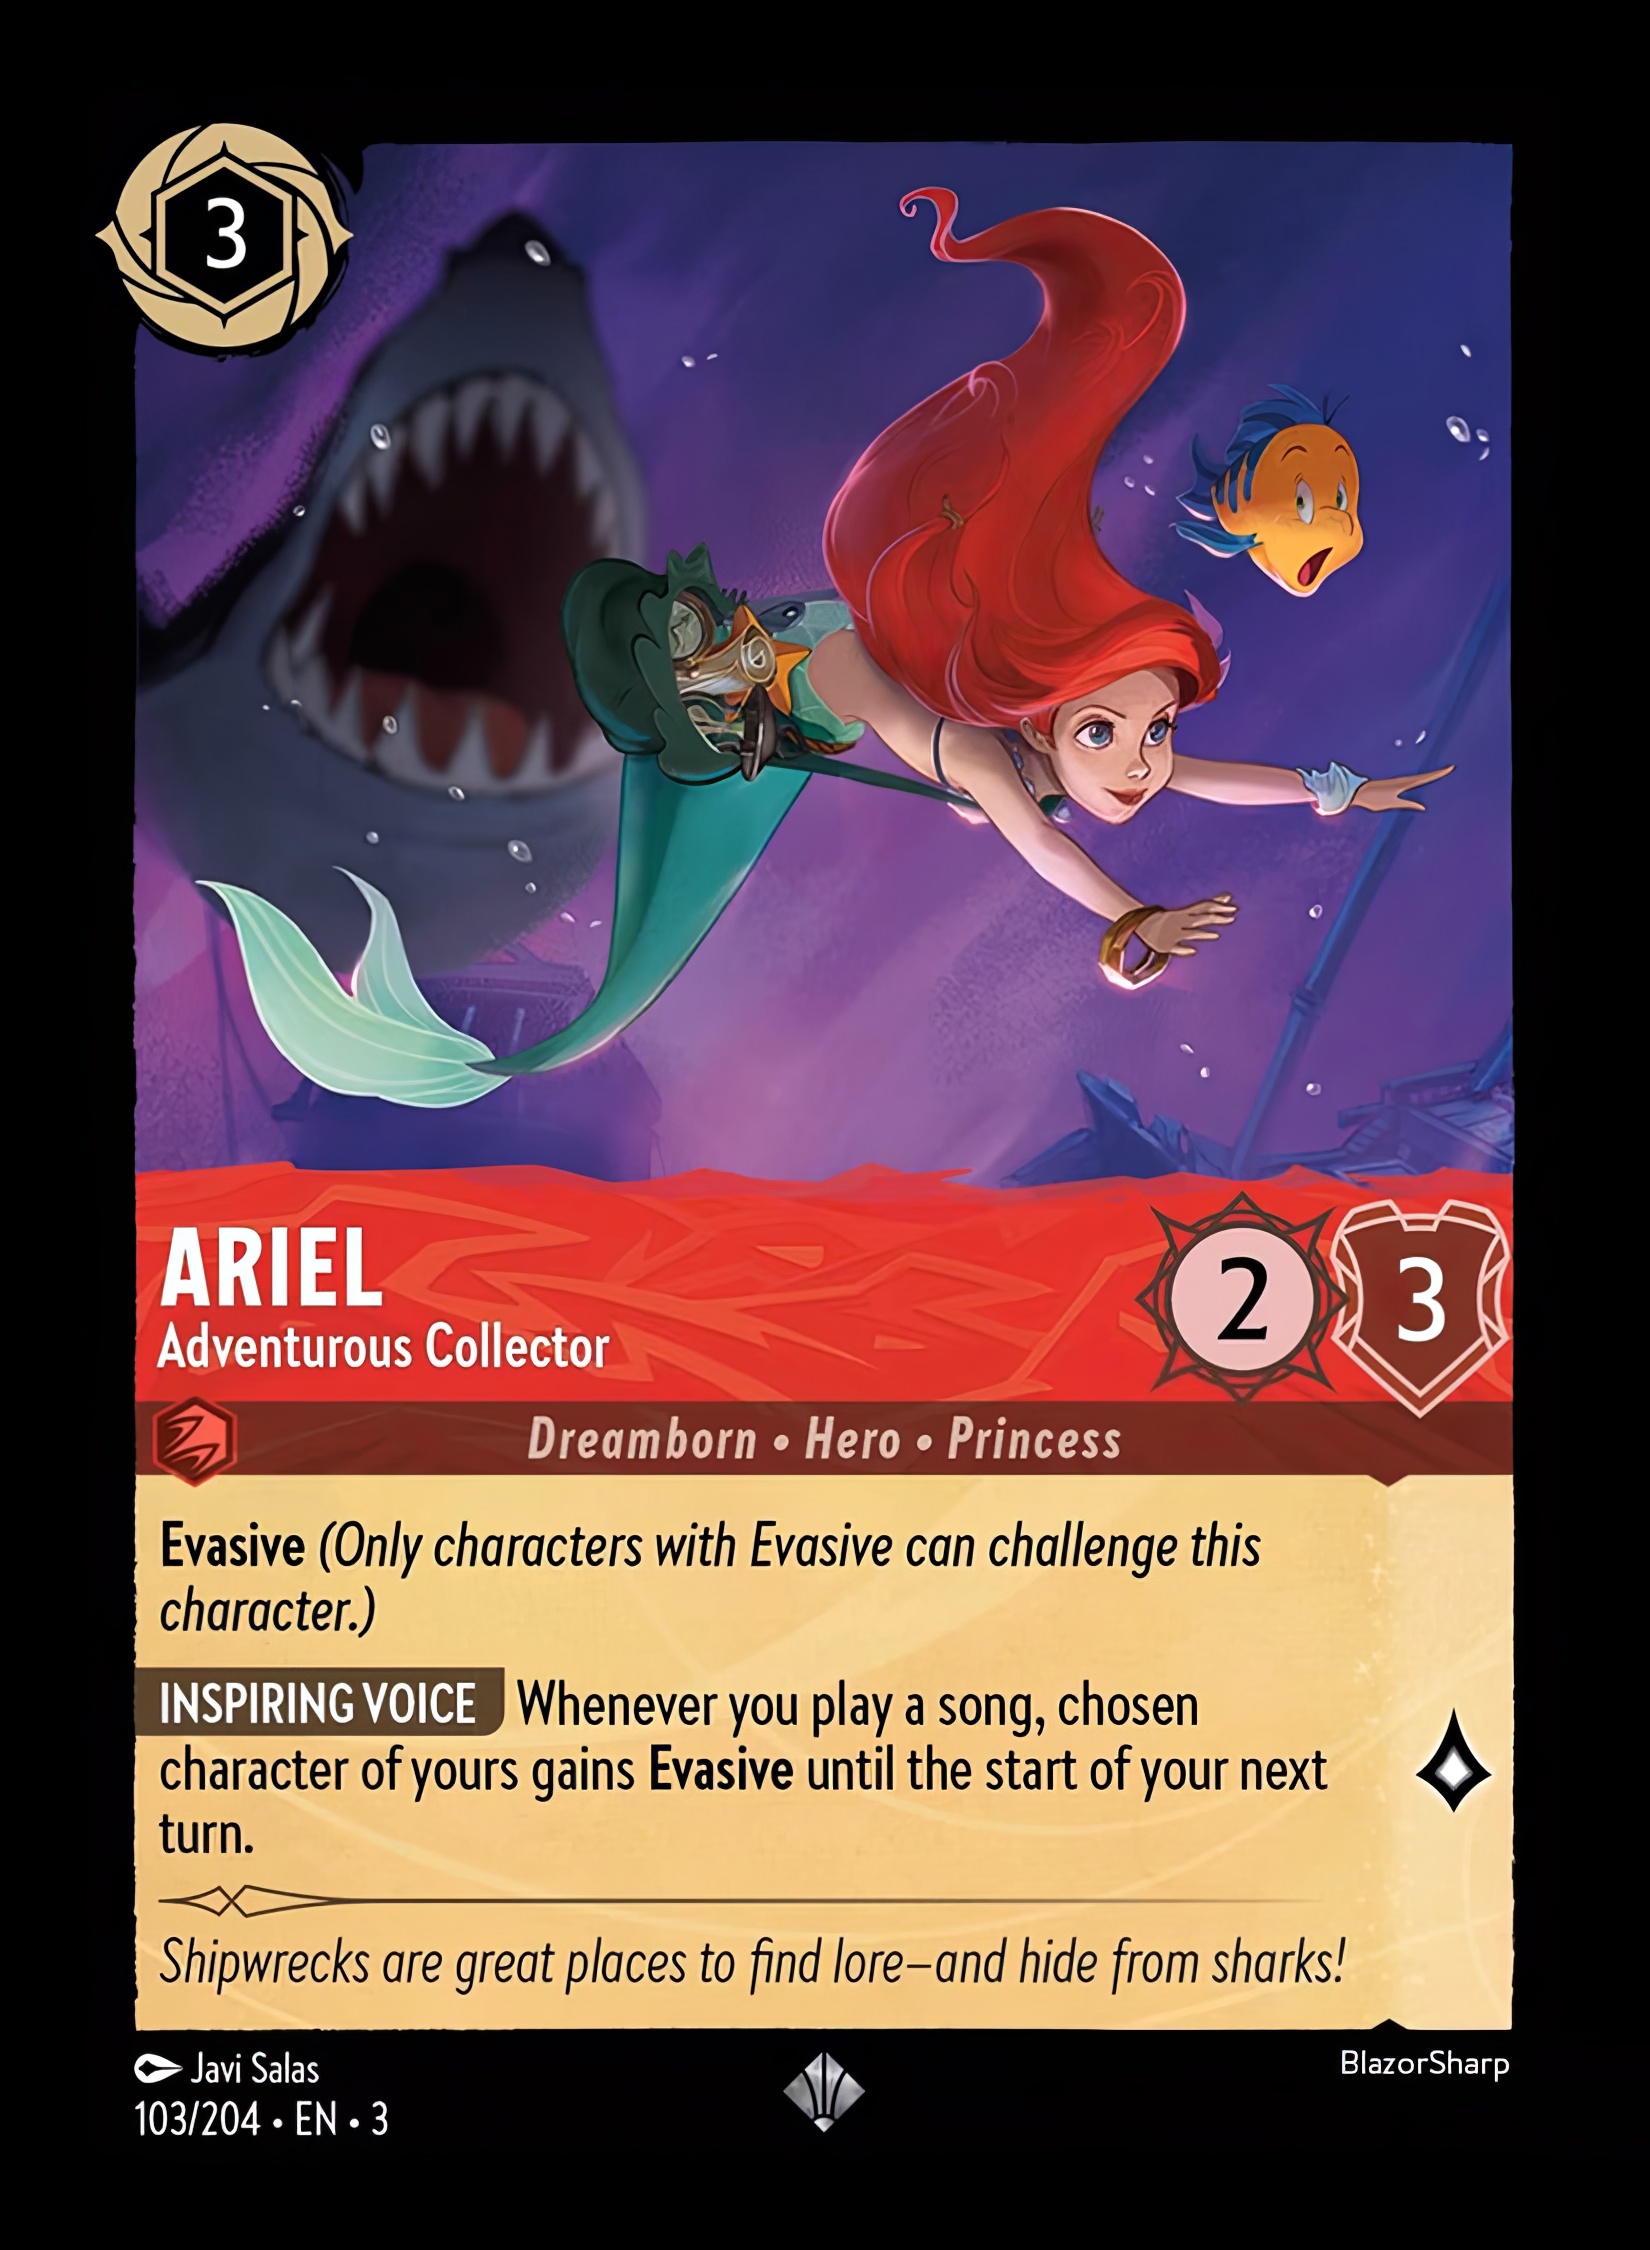 3
ARIEL
Adventurous Collector
2
3
Dreamborn • Hero • Princess
Evasive (Only characters with Evasive can challenge this
character.)
INSPIRING VOICE Whenever you play a song, chosen
character of yours gains Evasive until the start of your next
turn.
Shipwrecks are great places to find lore–and hide from sharks!
Javi Salas
BlazorSharp
103/204 • EN • 3